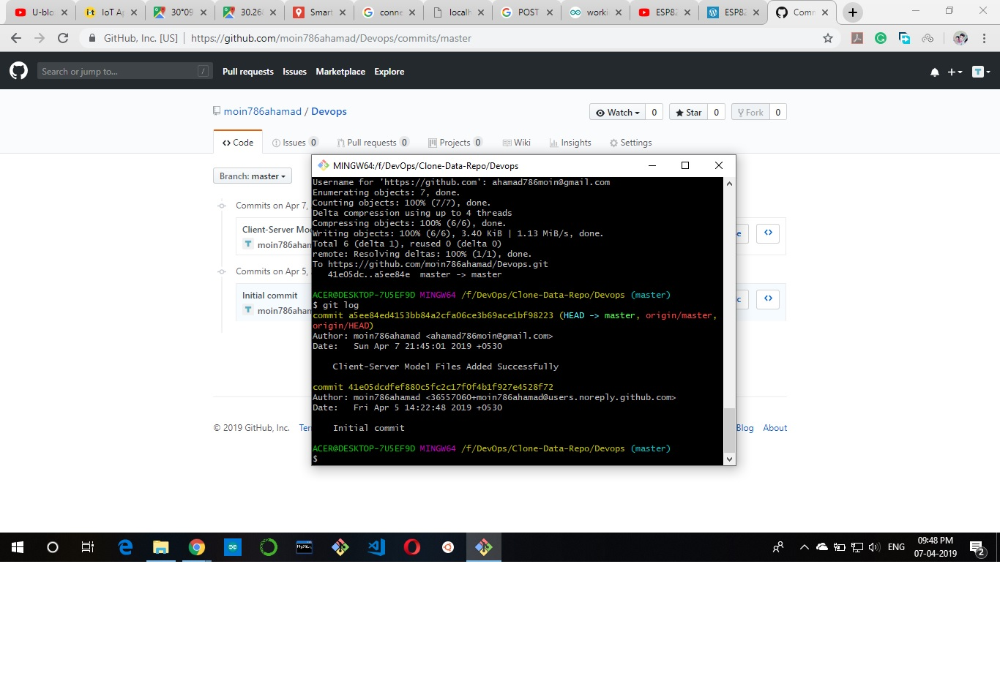 U-blo
IoT Ap
30°09
30.26
Smart
conne
localh
POST
worki
ESP82
ESP82
Comm
GitHub, Inc. [US] | https://github.com/moin786ahamad/Devops/commits/master
Search or jump to... /
Pull requests Issues Marketplace Explore
T
moin786ahamad / Devops
Watch 0 Star 0 Fork 0
Code Issues 0 Pull requests 0 Projects 0 Wiki Insights Settings
Branch: master
Commits on Apr 7,
Client-Server Mo
T moin786aham
Commits on Apr 5,
Initial commit
T moin786aham
© 2019 GitHub, Inc. Ter
Blog About
MINGW64:/f/DevOps/Clone-Data-Repo/Devops
Username for 'https://github.com': ahamad786moin@gmail.com
Enumerating objects: 7, done.
Counting objects: 100% (7/7), done.
Delta compression using up to 4 threads
Compressing objects: 100% (6/6), done.
Writing objects: 100% (6/6), 3.40 KiB | 1.13 MiB/s, done.
Total 6 (delta 1), reused 0 (delta 0)
remote: Resolving deltas: 100% (1/1), done.
To https://github.com/moin786ahamad/Devops.git
41e05dc..a5ee84e master -> master
ACER@DESKTOP-7U5EF9D MINGW64 /f/DevOps/Clone-Data-Repo/Devops (master)
$ git log
commit a5ee84ed4153bb84a2cfa06ce3b69ace1bf98223 (HEAD -> master, origin/master,
origin/HEAD)
Author: moin786ahamad <ahamad786moin@gmail.com>
Date: Sun Apr 7 21:45:01 2019 +0530
Client-Server Model Files Added Successfully
commit 41e05dcdfef880c5fc2c17f0f4b1f927e4528f72
Author: moin786ahamad <36557060+moin786ahamad@users.noreply.github.com>
Date: Fri Apr 5 14:22:48 2019 +0530
Initial commit
ACER@DESKTOP-7U5EF9D MINGW64 /f/DevOps/Clone-Data-Repo/Devops (master)
$
ENG
09:48 PM
07-04-2019
2